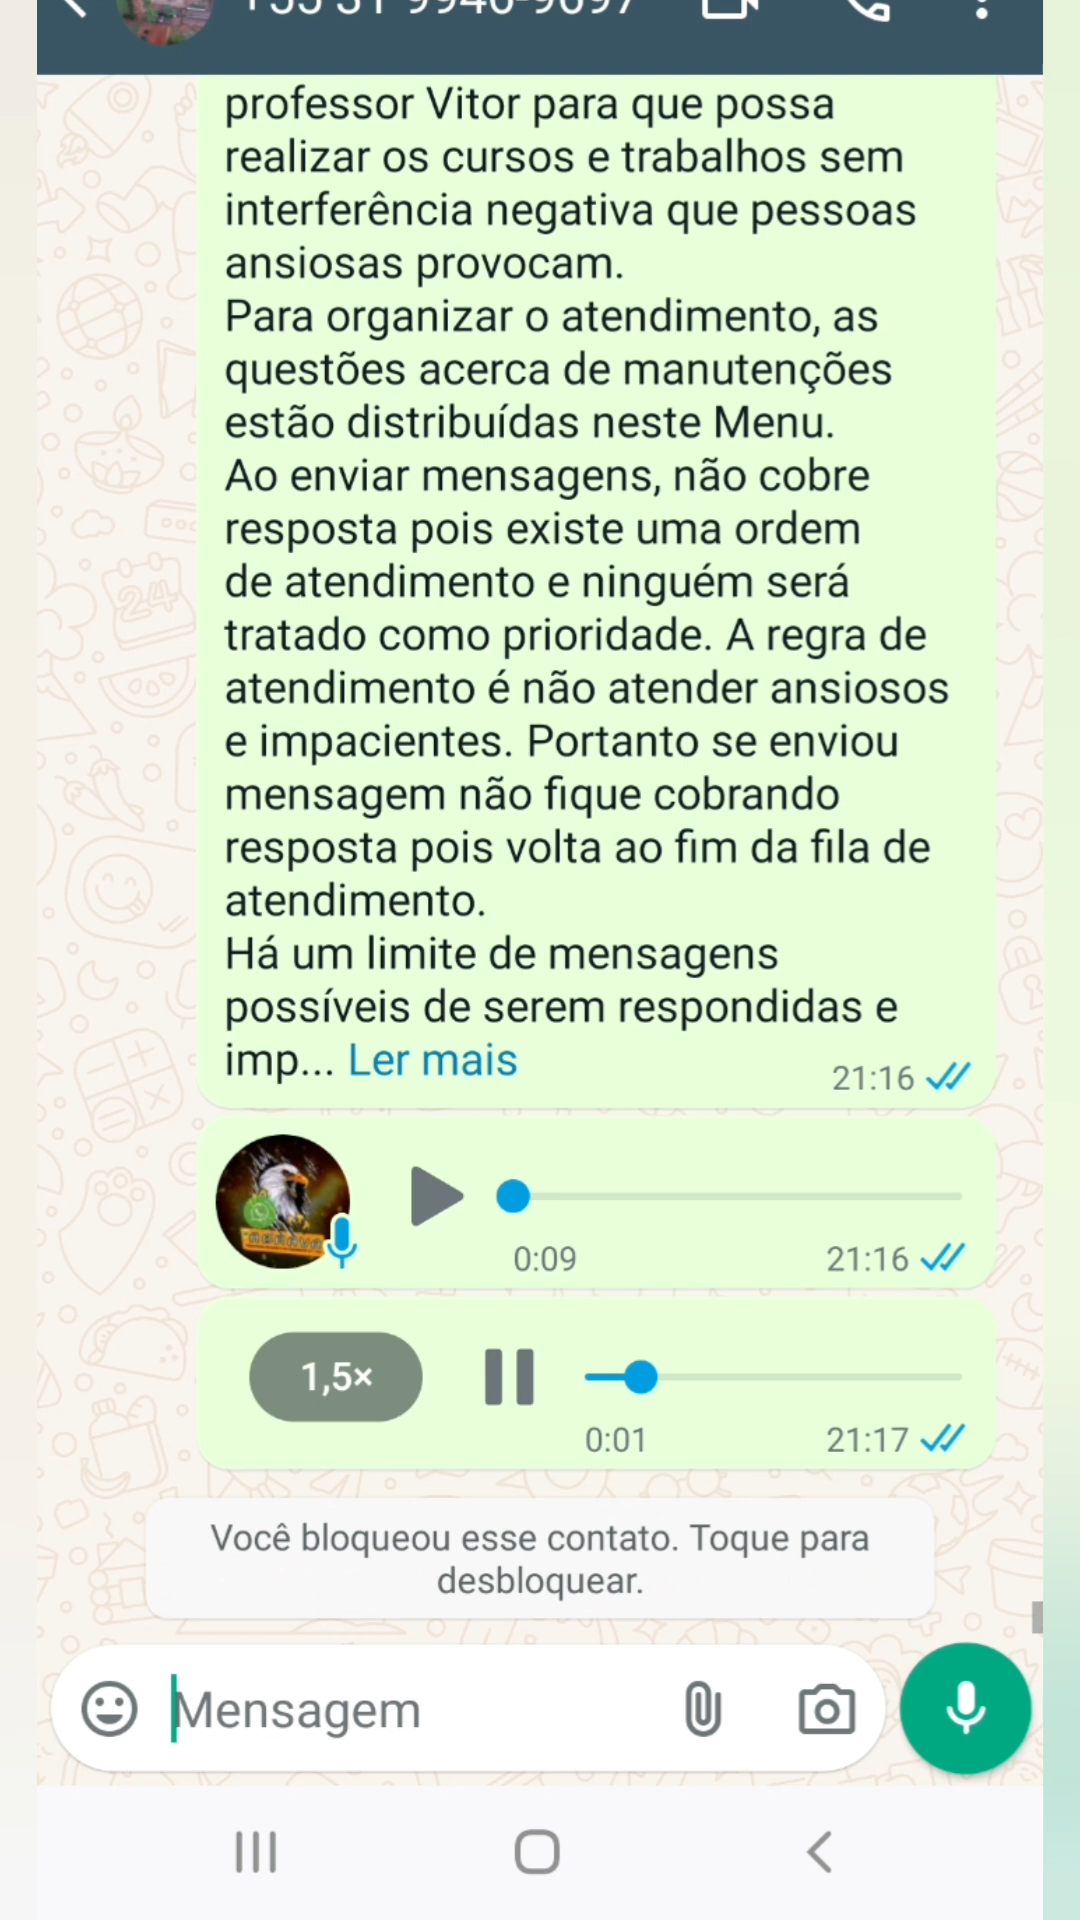 professor Vitor para que possa
realizar os cursos e trabalhos sem
interferência negativa que pessoas
ansiosas provocam.
Para organizar o atendimento, as
questões acerca de manutenções
estão distribuídas neste Menu.
Ao enviar mensagens, não cobre
resposta pois existe uma ordem
de atendimento e ninguém será
tratado como prioridade. A regra de
atendimento é não atender ansiosos
e impacientes. Portanto se enviou
mensagem não fique cobrando
resposta pois volta ao fim da fila de
atendimento.
Há um limite de mensagens
possíveis de serem respondidas e
imp... Ler mais
21:16
0:09
21:16
1,5×
0:01
21:17
Você bloqueou esse contato. Toque para
desbloquear.
Mensagem